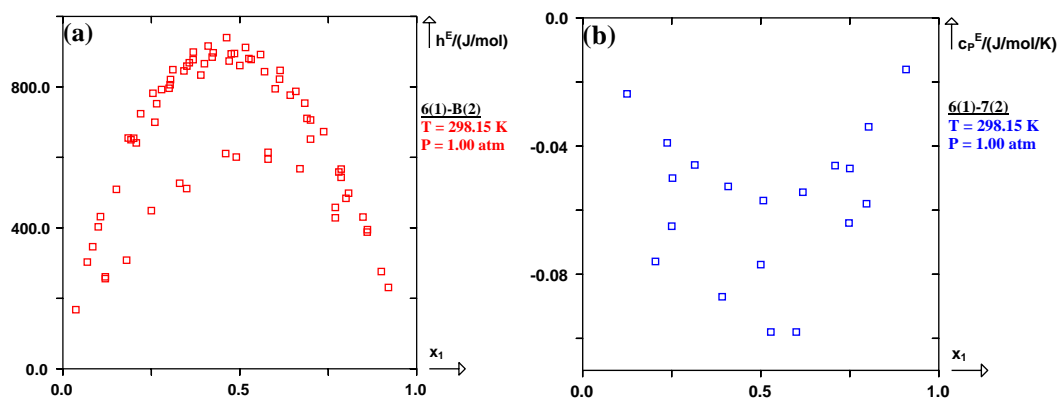 (a)
hᴱ/(J/mol)
800.0
400.0
0.0
6(1)-B(2)
T = 298.15 K
P = 1.00 atm
x₁
0.0
0.5
1.0
(b)
cₚᴱ/(J/mol/K)
-0.0
-0.04
-0.08
6(1)-7(2)
T = 298.15 K
P = 1.00 atm
x₁
0.0
0.5
1.0